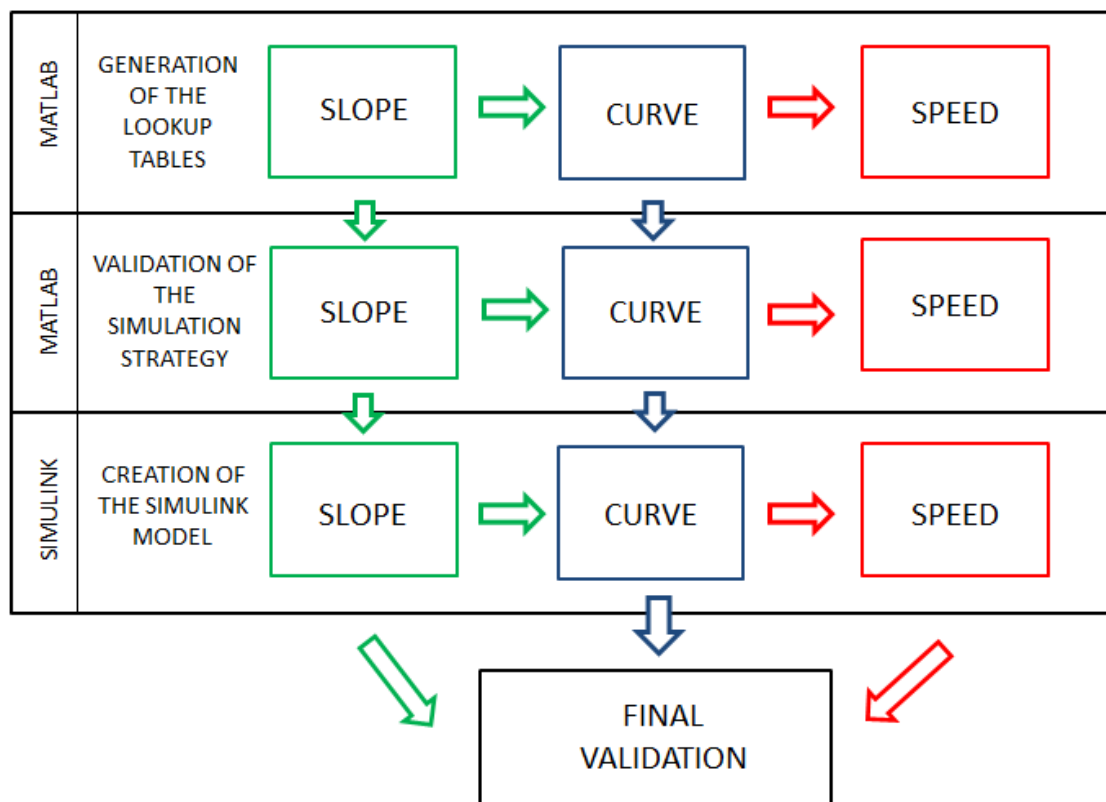 MATLAB
GENERATION
OF THE
LOOKUP
TABLES
SLOPE
CURVE
SPEED
MATLAB
VALIDATION OF
THE
SIMULATION
STRATEGY
SLOPE
CURVE
SPEED
SIMULINK
CREATION OF
THE SIMULINK
MODEL
SLOPE
CURVE
SPEED
FINAL
VALIDATION